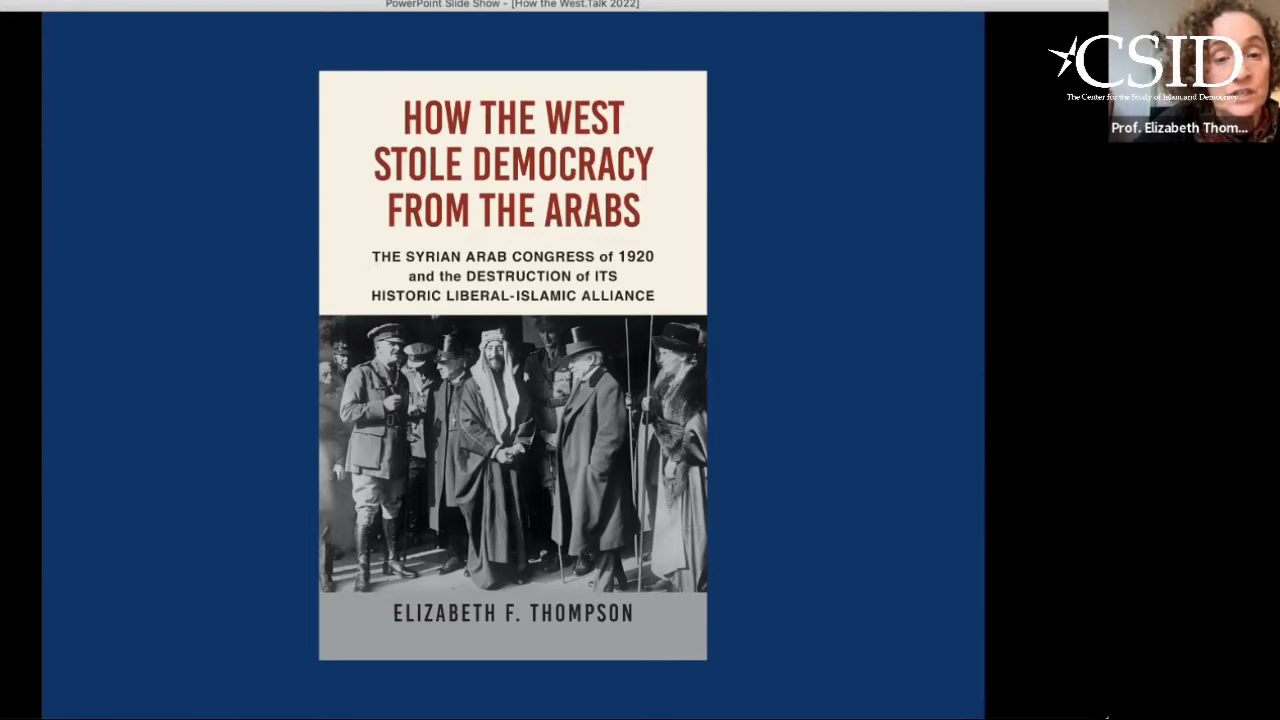 PowerPoint Slide Show - [How the West.Talk 2022]
HOW THE WEST
STOLE DEMOCRACY
FROM THE ARABS
THE SYRIAN ARAB CONGRESS of 1920
and the DESTRUCTION of ITS
HISTORIC LIBERAL-ISLAMIC ALLIANCE
ELIZABETH F. THOMPSON
CSID
The Center for the Study of Islam and Democracy
Prof. Elizabeth Thom...